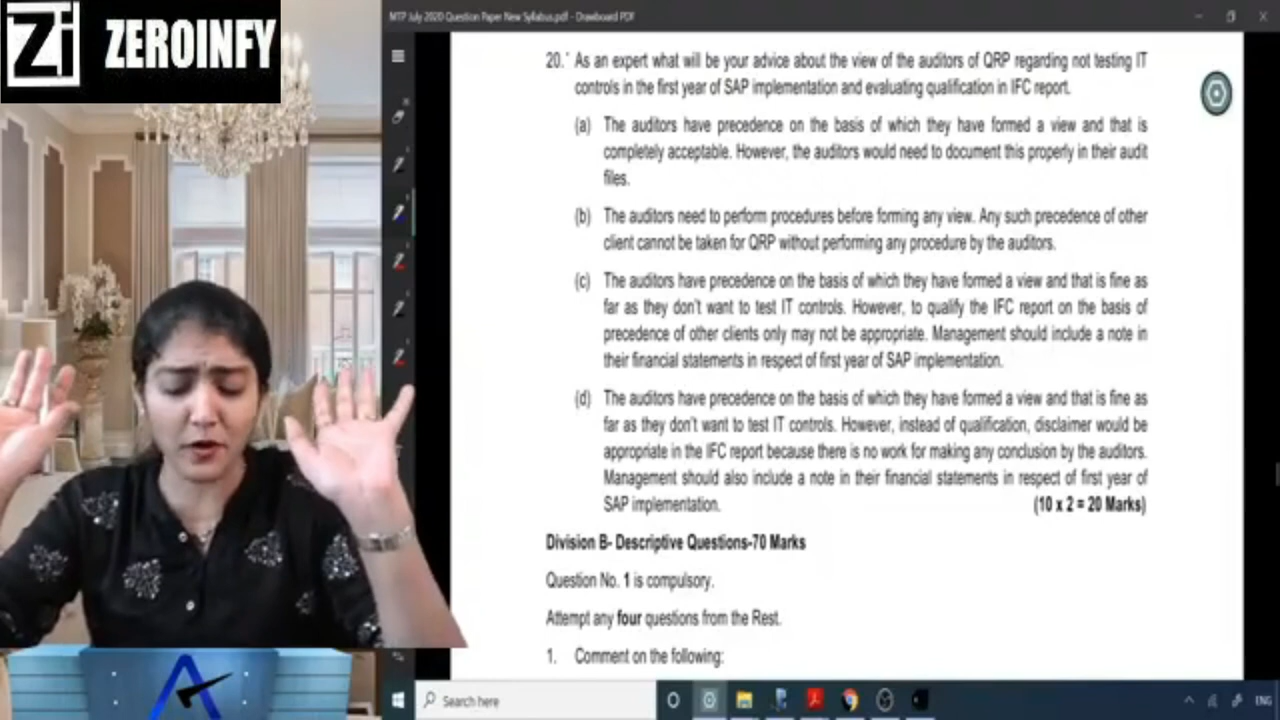 Zi ZEROINFY
MTP July 2020 Question Paper New Syllabus.pdf - Drawboard PDF
20. As an expert what will be your advice about the view of the auditors of QRP regarding not testing IT
controls in the first year of SAP implementation and evaluating qualification in IFC report.
(a) The auditors have precedence on the basis of which they have formed a view and that is
completely acceptable. However, the auditors would need to document this properly in their audit
files.
(b) The auditors need to perform procedures before forming any view. Any such precedence of other
client cannot be taken for QRP without performing any procedure by the auditors.
(c) The auditors have precedence on the basis of which they have formed a view and that is fine as
far as they don't want to test IT controls. However, to qualify the IFC report on the basis of
precedence of other clients only may not be appropriate. Management should include a note in
their financial statements in respect of first year of SAP implementation.
(d) The auditors have precedence on the basis of which they have formed a view and that is fine as
far as they don't want to test IT controls. However, instead of qualification, disclaimer would be
appropriate in the IFC report because there is no work for making any conclusion by the auditors.
Management should also include a note in their financial statements in respect of first year of
SAP implementation. (10 x 2 = 20 Marks)
Division B- Descriptive Questions-70 Marks
Question No. 1 is compulsory.
Attempt any four questions from the Rest.
1. Comment on the following:
Search here
ENG